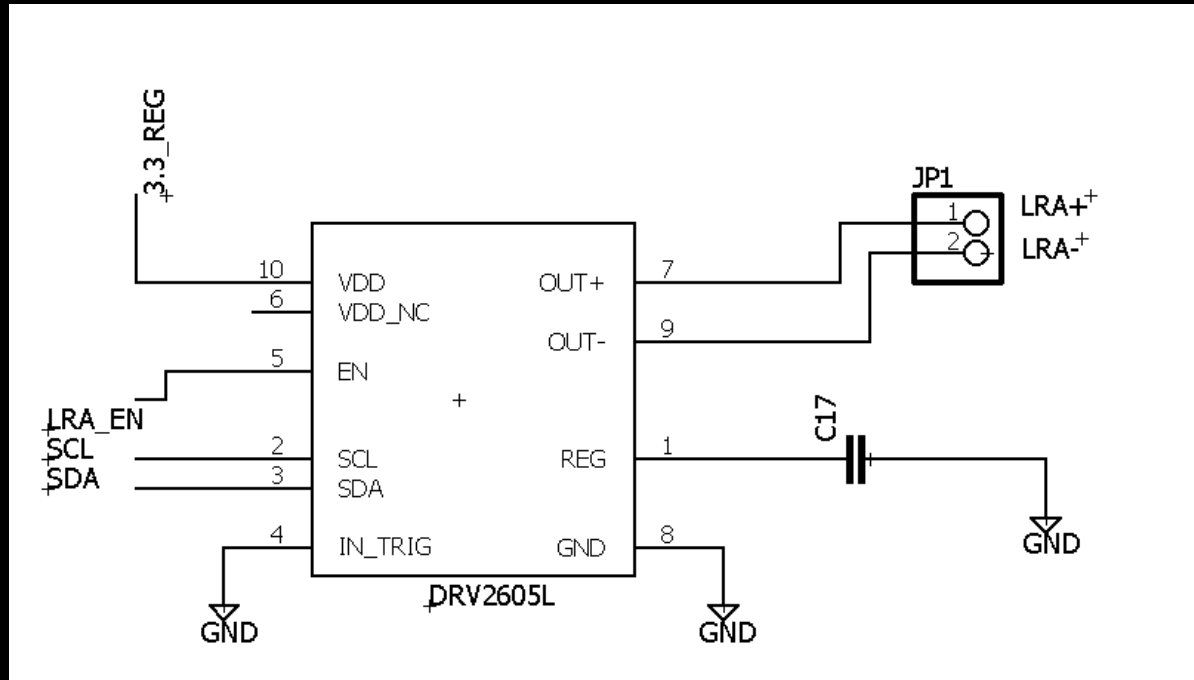 3.3_REG
JP1
1
LRA+
2
LRA-
10
VDD
OUT+
7
6
VDD_NC
OUT-
9
5
EN
LRA_EN
C17
SCL
2
SCL
REG
1
SDA
3
SDA
4
IN_TRIG
GND
8
GND
DRV2605L
GND
GND